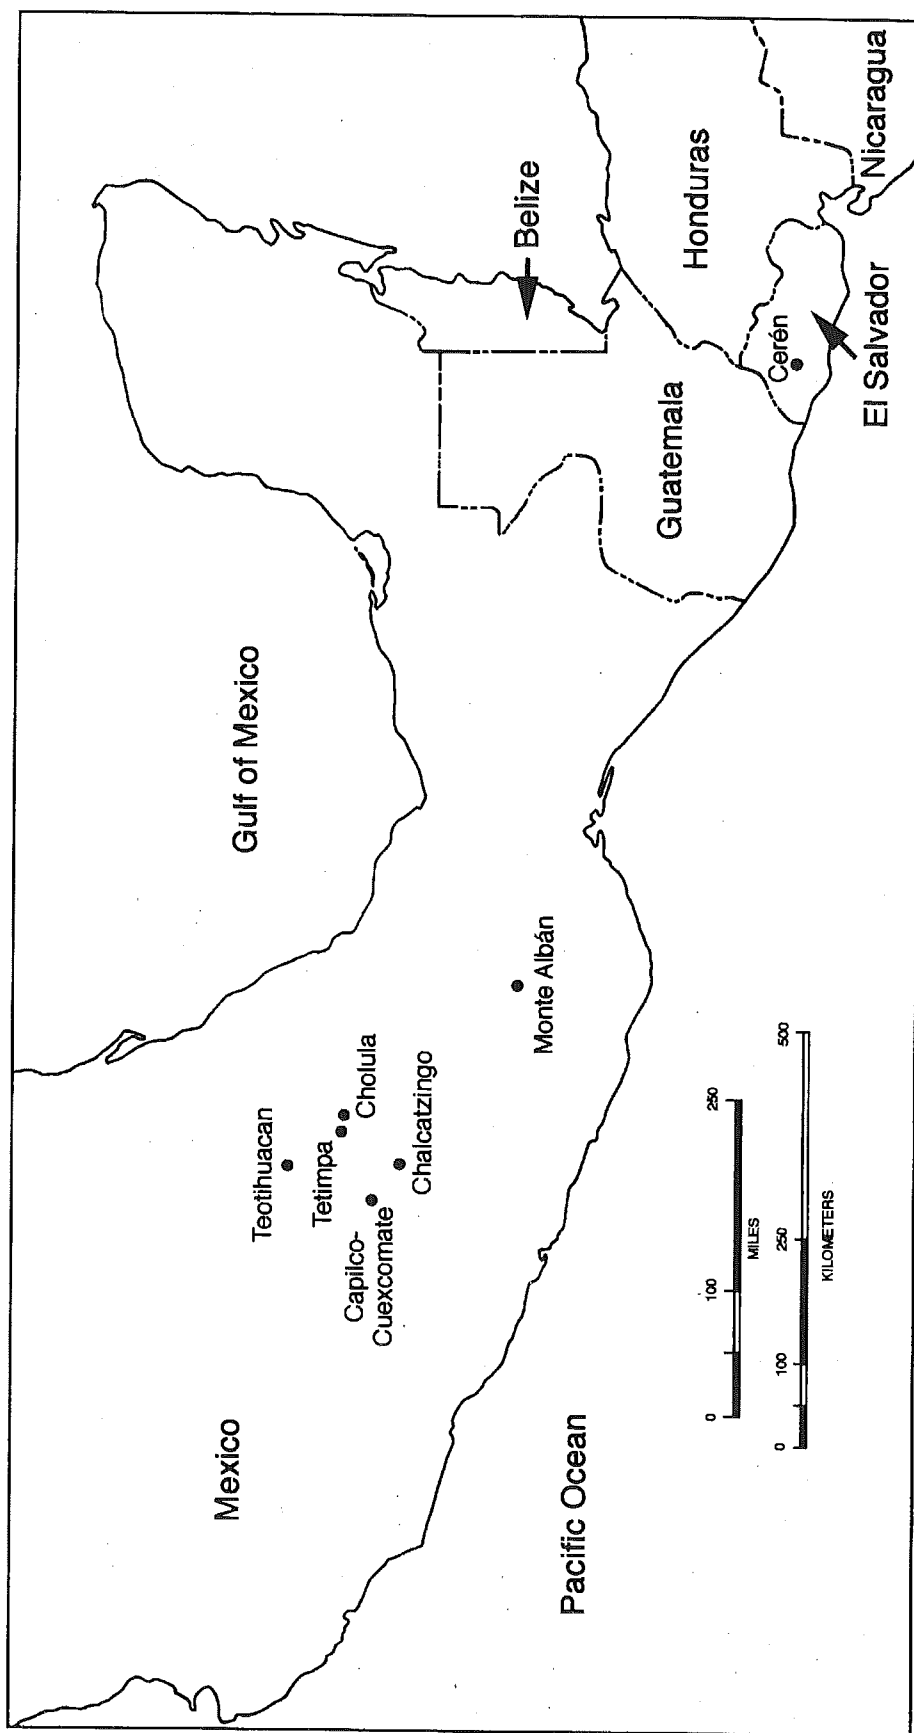 Mexico
Gulf of Mexico
Teotihuacan
Tetimpa
Cholula
Capilco-
Cuexcomate
Chalcatzingo
Monte Albán
Belize
Guatemala
Honduras
Cerén
El Salvador
Nicaragua
Pacific Ocean
0 100 250
MILES
0 100 250 500
KILOMETERS